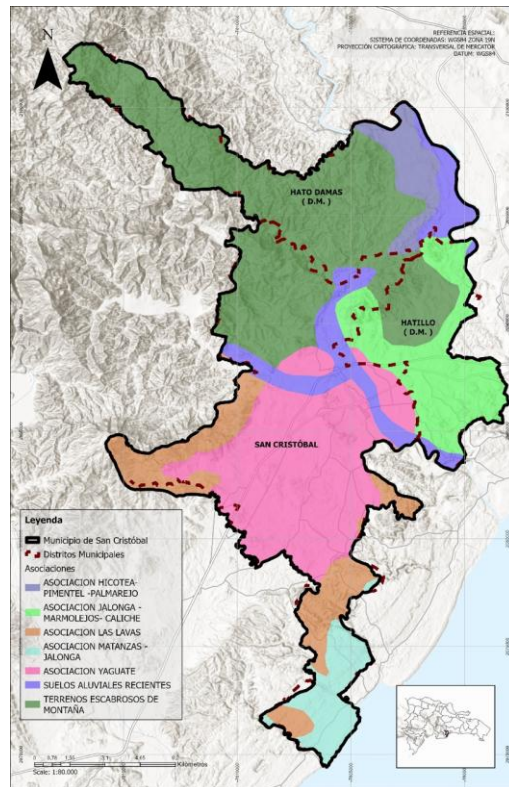 N
REFERENCIA ESPACIAL:
SISTEMA DE COORDENADAS: WGS84 ZONA 19N
PROYECCIÓN CARTOGRÁFICA: TRANSVERSAL DE MERCATOR
DATUM: WGS84
HATO DAMAS
( D.M. )
HATILLO
( D.M. )
SAN CRISTÓBAL
Leyenda
Municipio de San Cristóbal
Distritos Municipales
Asociaciones
ASOCIACION HICOTEA-
PIMENTEL -PALMAREJO
ASOCIACION JALONGA -
MARMOLEJOS- CALICHE
ASOCIACION LAS LAVAS
ASOCIACION MATANZAS -
JALONGA
ASOCIACION YAGUATE
SUELOS ALUVIALES RECIENTES
TERRENOS ESCABROSOS DE
MONTAÑA
Kilómetros
Scale: 1:80.000